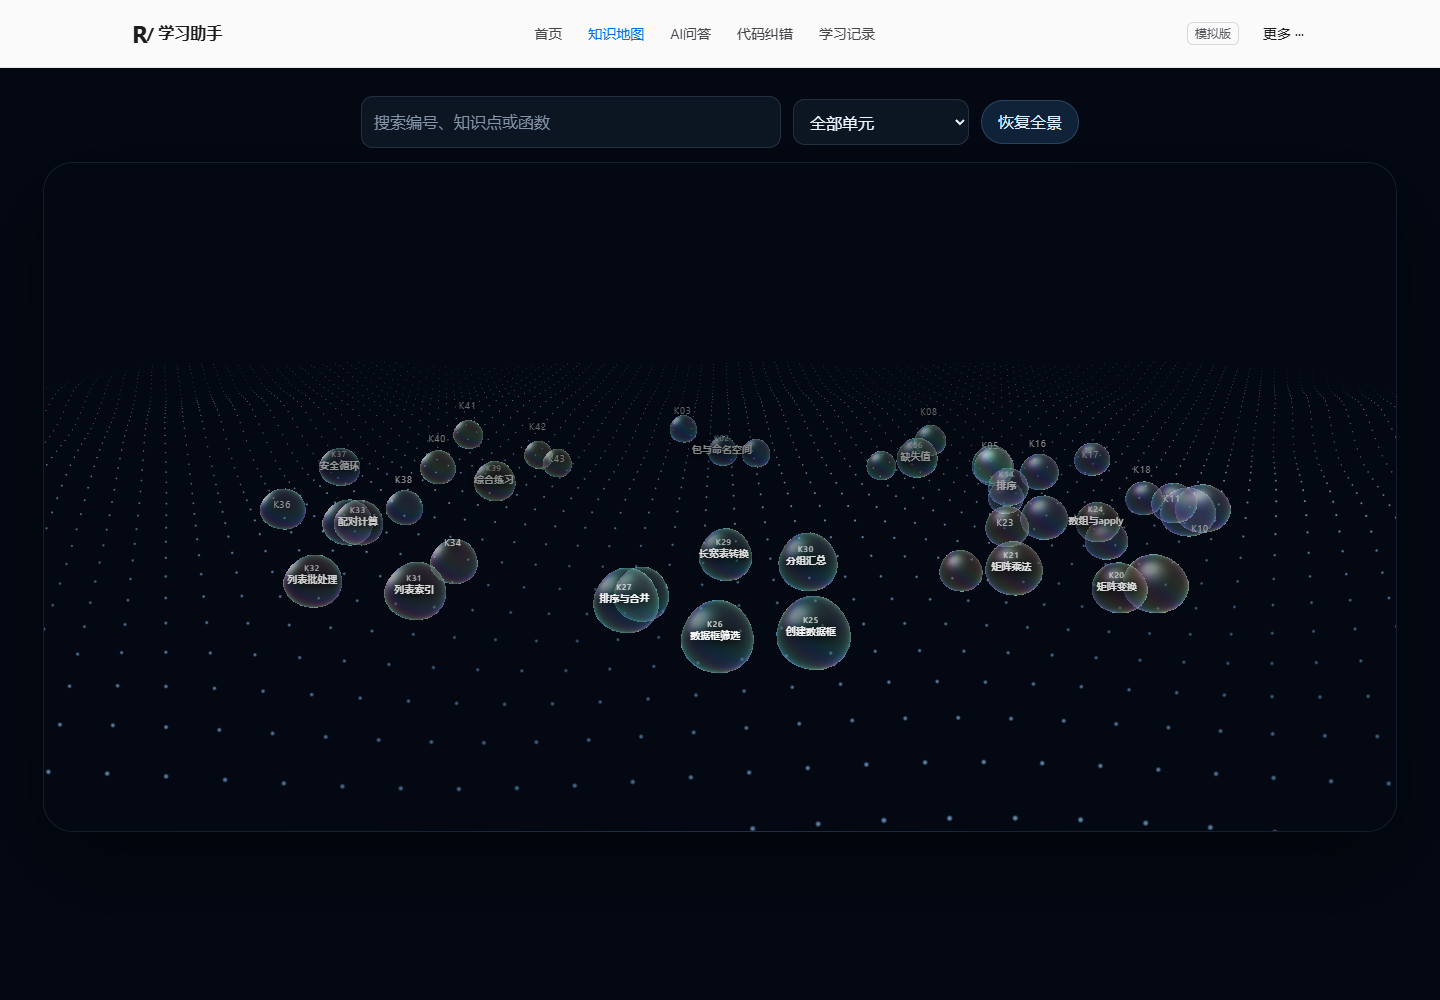 R/ 学习助手
首页
知识地图
AI问答
代码纠错
学习记录
模拟版
更多 ···
搜索编号、知识点或函数
全部单元
恢复全景
K41
K03
K08
K42
K40
包与命名空间
K06
缺失值
K05
K16
K17
K37
安全循环
K43
K39
综合练习
K18
K38
排序
K36
K33
配对计算
K11
K10
K23
K24
数组与apply
K34
K29
长宽表转换
K30
分组汇总
K21
矩阵乘法
K32
列表批处理
K31
列表索引
K20
矩阵变换
K27
排序与合并
K26
数据框筛选
K25
创建数据框